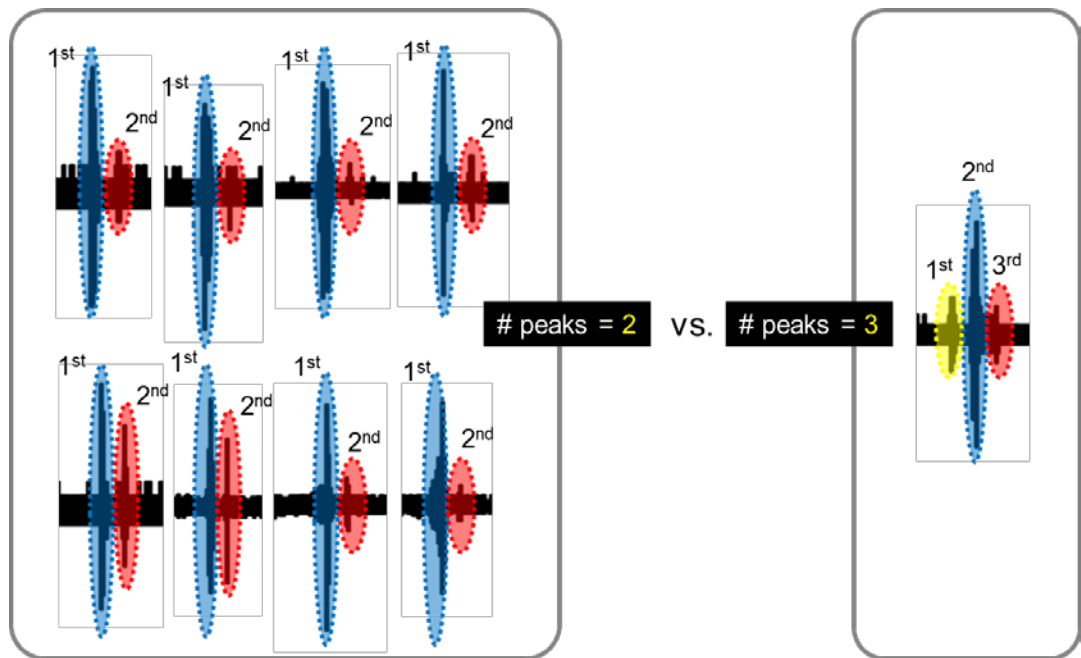 1st
2nd
1st
2nd
1st
2nd
1st
2nd
# peaks = 2
vs.
# peaks = 3
1st
2nd
3rd
1st
2nd
1st
2nd
1st
2nd
1st
2nd